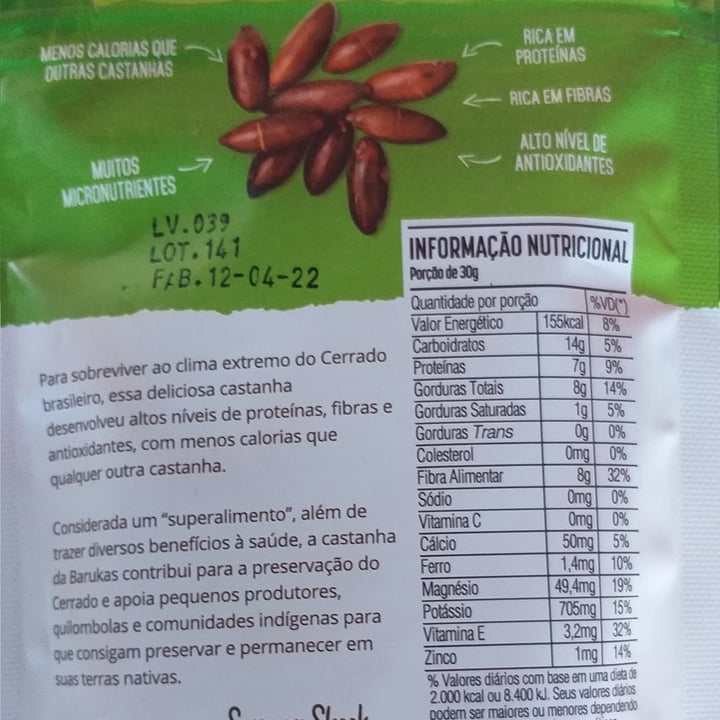 MENOS CALORIAS QUE
OUTRAS CASTANHAS
RICA EM
PROTEÍNAS
RICA EM FIBRAS
ALTO NÍVEL DE
ANTIOXIDANTES
MUITOS
MICRONUTRIENTES
LV.039
LOT.141
FAB.12-04-22
Para sobreviver ao clima extremo do Cerrado
brasileiro, essa deliciosa castanha
desenvolveu altos níveis de proteínas, fibras e
antioxidantes, com menos calorias que
qualquer outra castanha.
Considerada um “superalimento”, além de
trazer diversos benefícios à saúde, a castanha
da Barukas contribui para a preservação do
Cerrado e apoia pequenos produtores,
quilombolas e comunidades indígenas para
que consigam preservar e permanecer em
suas terras nativas.
INFORMAÇÃO NUTRICIONAL
Porção de 30g
Quantidade por porção %VD(*)
Valor Energético 155kcal 8%
Carboidratos 14g 5%
Proteínas 7g 9%
Gorduras Totais 8g 14%
Gorduras Saturadas 1g 5%
Gorduras Trans 0g 0%
Colesterol 0mg 0%
Fibra Alimentar 8g 32%
Sódio 0mg 0%
Vitamina C 0mg 0%
Cálcio 50mg 5%
Ferro 1,4mg 10%
Magnésio 49,4mg 19%
Potássio 705mg 15%
Vitamina E 3,2mg 32%
Zinco 1mg 14%
% Valores diários com base em uma dieta de
2.000 kcal ou 8.400 kJ. Seus valores diários
podem ser maiores ou menores dependendo